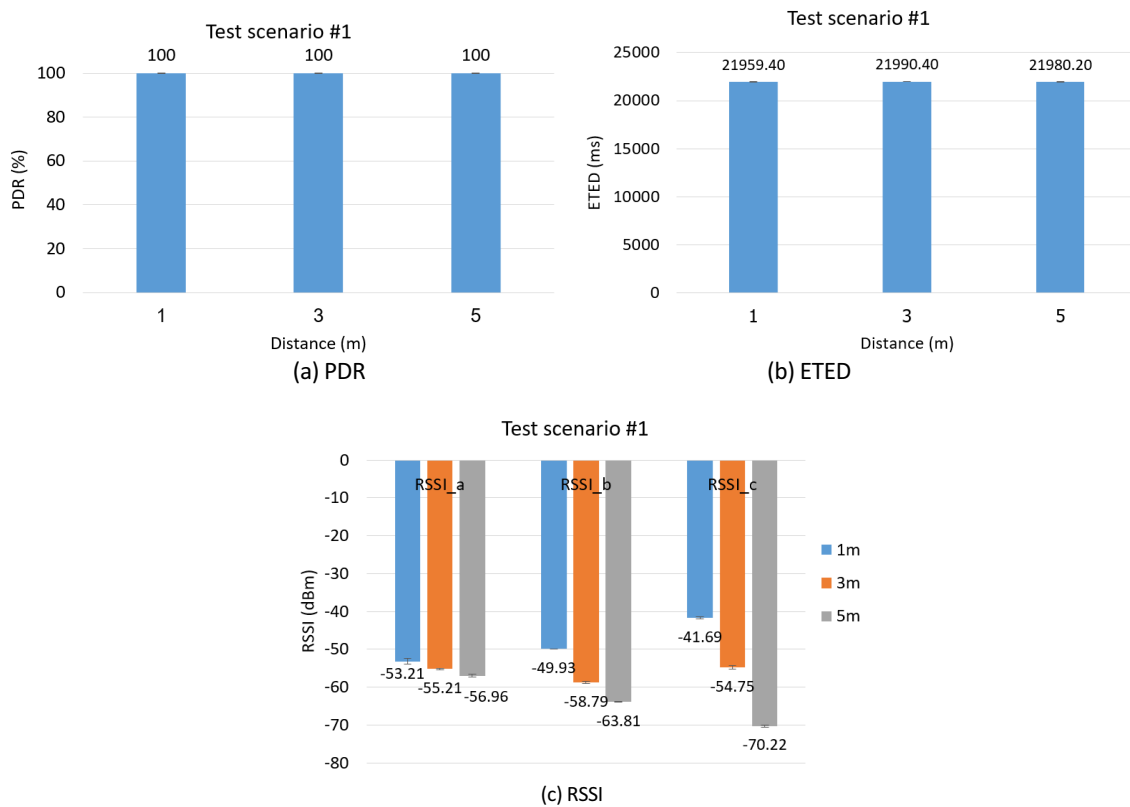 Test scenario #1
100 100 100
100
80
60
40
20
0
PDR (%)
1 3 5
Distance (m)
(a) PDR
Test scenario #1
25000
20000
15000
10000
5000
0
ETED (ms)
21959.40 21990.40 21980.20
1 3 5
Distance (m)
(b) ETED
Test scenario #1
0
-10
-20
-30
-40
-50
-60
-70
-80
RSSI (dBm)
RSSI_a RSSI_b RSSI_c
-53.21 -55.21 -56.96
-49.93 -58.79 -63.81
-41.69 -54.75 -70.22
1m
3m
5m
(c) RSSI